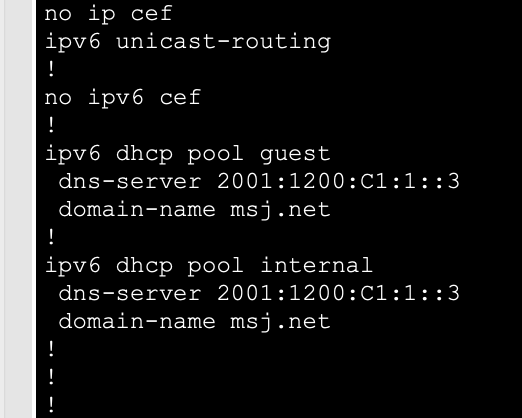 no ip cef
ipv6 unicast-routing
!
no ipv6 cef
!
ipv6 dhcp pool guest
 dns-server 2001:1200:C1:1::3
 domain-name msj.net
!
ipv6 dhcp pool internal
 dns-server 2001:1200:C1:1::3
 domain-name msj.net
!
!
!